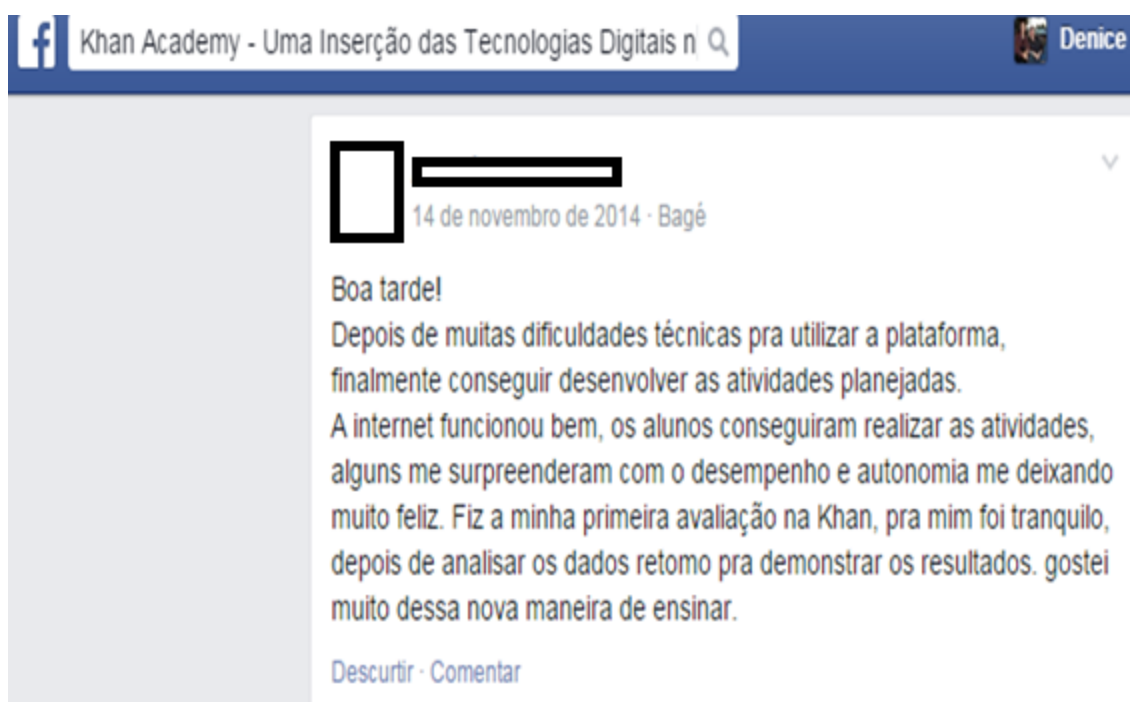 Khan Academy - Uma Inserção das Tecnologias Digitais n
Denice
14 de novembro de 2014 · Bagé
Boa tarde!
Depois de muitas dificuldades técnicas pra utilizar a plataforma,
finalmente conseguir desenvolver as atividades planejadas.
A internet funcionou bem, os alunos conseguiram realizar as atividades,
alguns me surpreenderam com o desempenho e autonomia me deixando
muito feliz. Fiz a minha primeira avaliação na Khan, pra mim foi tranquilo,
depois de analisar os dados retomo pra demonstrar os resultados. gostei
muito dessa nova maneira de ensinar.
Descurtir · Comentar